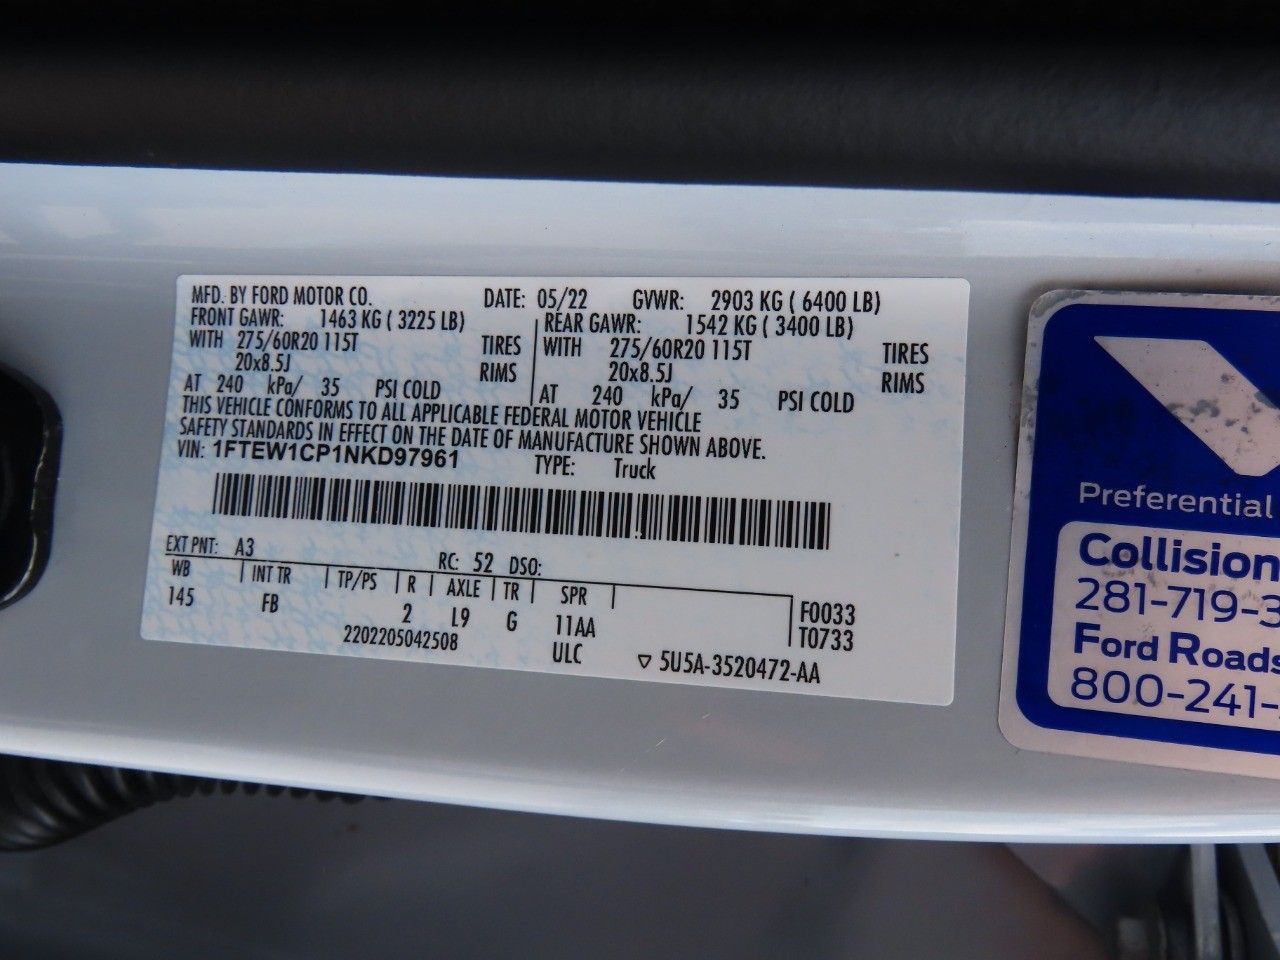 MFD. BY FORD MOTOR CO. DATE: 05/22 GVWR: 2903 KG ( 6400 LB)
FRONT GAWR: 1463 KG ( 3225 LB) REAR GAWR: 1542 KG ( 3400 LB)
WITH 275/60R20 115T TIRES WITH 275/60R20 115T TIRES
20x8.5J RIMS 20x8.5J RIMS
AT 240 kPa/ 35 PSI COLD AT 240 kPa/ 35 PSI COLD
THIS VEHICLE CONFORMS TO ALL APPLICABLE FEDERAL MOTOR VEHICLE
SAFETY STANDARDS IN EFFECT ON THE DATE OF MANUFACTURE SHOWN ABOVE.
VIN: 1FTEW1CP1NKD97961 TYPE: Truck
EXT PNT: A3 RC: 52 DSO:
WB INT TR TP/PS R AXLE TR SPR F0033
145 FB 2 L9 G 11AA T0733
2202205042508 ULC ▽ 5U5A-3520472-AA
Preferential
Collision
281-719-3
Ford Roads
800-241-